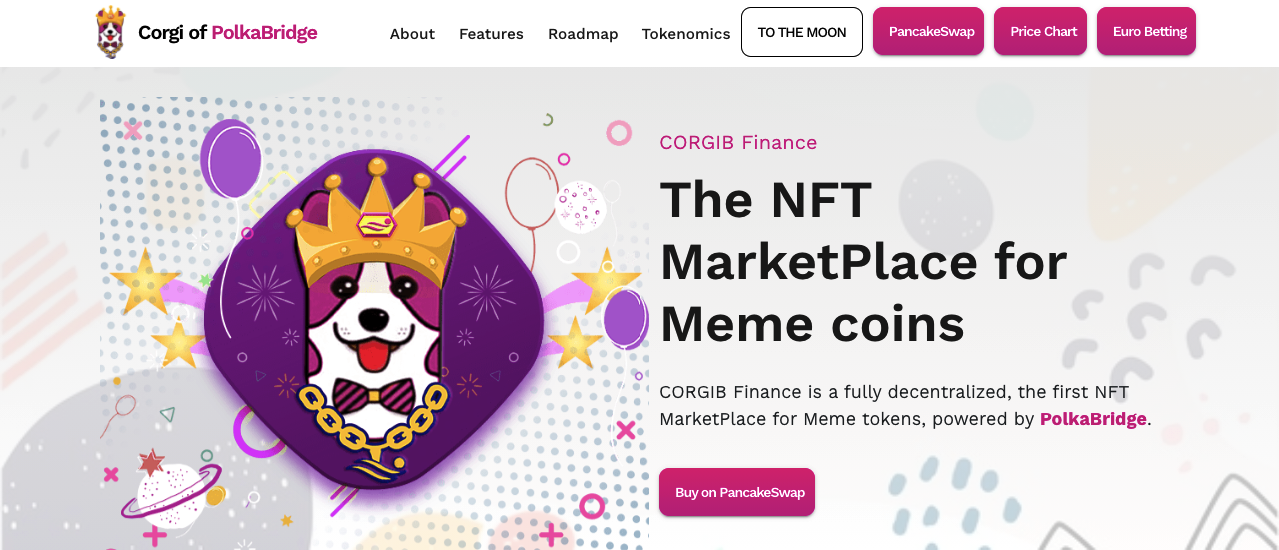 Corgi of PolkaBridge
About
Features
Roadmap
Tokenomics
TO THE MOON
PancakeSwap
Price Chart
Euro Betting
CORGIB Finance
The NFT
MarketPlace for
Meme coins
CORGIB Finance is a fully decentralized, the first NFT
MarketPlace for Meme tokens, powered by PolkaBridge.
Buy on PancakeSwap